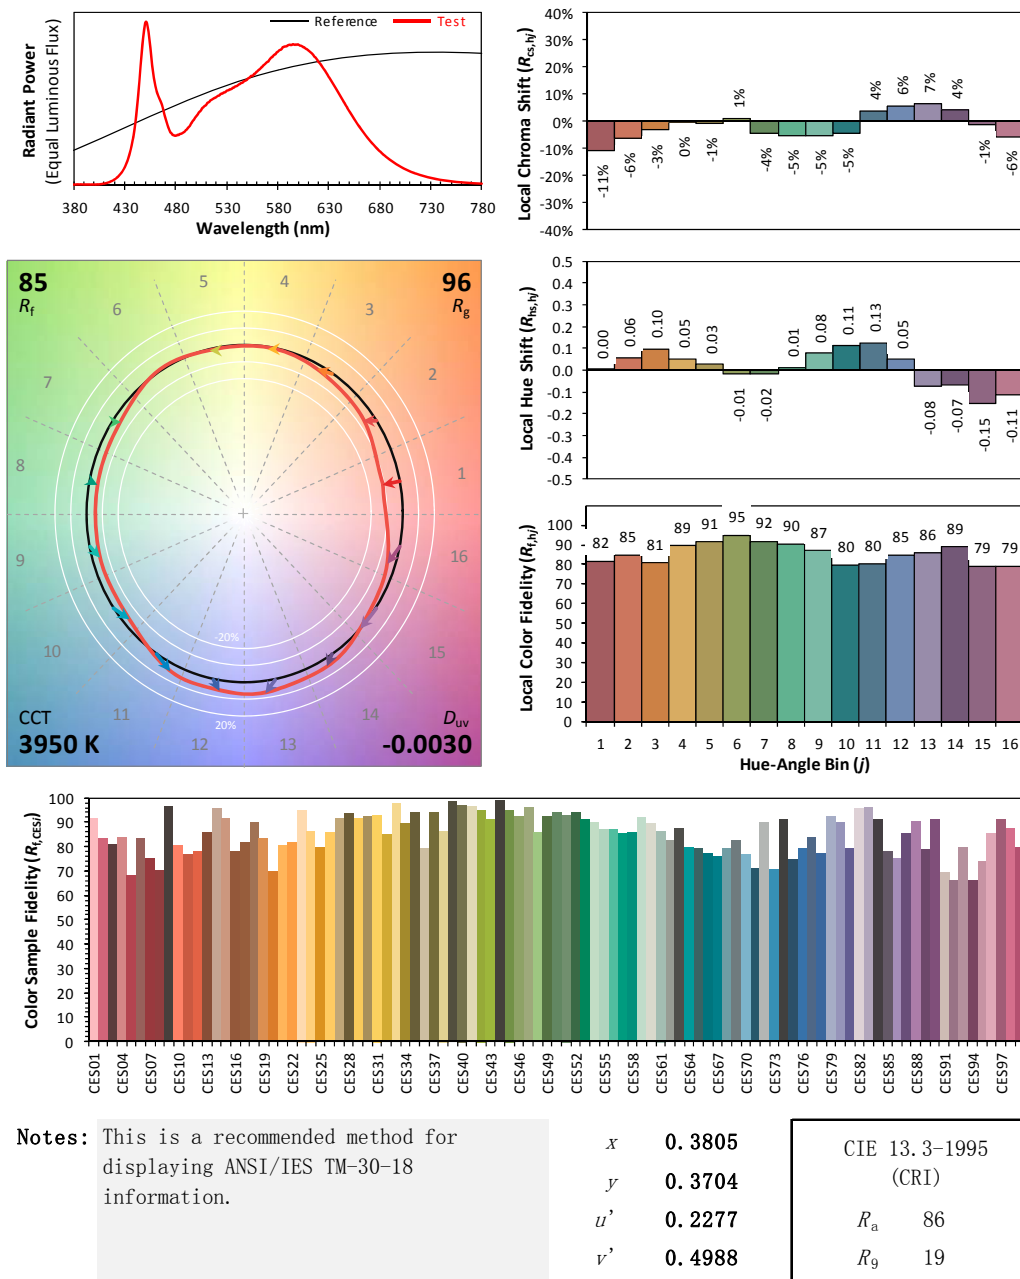 Reference
Test
Radiant Power
(Equal Luminous Flux)
380 430 480 530 580 630 680 730 780
Wavelength (nm)
Local Chroma Shift (Rcs,hj)
40%
30%
20%
10%
0%
-10%
-20%
-30%
-40%
-11% -6% -3% 0% -1% 1% -4% -5% -5% -5% 4% 6% 7% 4% -1% -6%
85
Rf
96
Rg
1 2 3 4 5 6 7 8 9 10 11 12 13 14 15 16
-20%
20%
CCT
3950 K
Duv
-0.0030
Local Hue Shift (Rhs,hj)
0.5
0.4
0.3
0.2
0.1
0.0
-0.1
-0.2
-0.3
-0.4
-0.5
0.00 0.06 0.10 0.05 0.03 -0.01 -0.02 0.01 0.08 0.11 0.13 0.05 -0.08 -0.07 -0.15 -0.11
Local Color Fidelity (Rf,hj)
100
90
80
70
60
50
40
30
20
10
0
82 85 81 89 91 95 92 90 87 80 80 85 86 89 79 79
1 2 3 4 5 6 7 8 9 10 11 12 13 14 15 16
Hue-Angle Bin (j)
Color Sample Fidelity (Rf,CESi)
100
90
80
70
60
50
40
30
20
10
0
CES01 CES04 CES07 CES10 CES13 CES16 CES19 CES22 CES25 CES28 CES31 CES34 CES37 CES40 CES43 CES46 CES49 CES52 CES55 CES58 CES61 CES64 CES67 CES70 CES73 CES76 CES79 CES82 CES85 CES88 CES91 CES94 CES97
Notes: This is a recommended method for
displaying ANSI/IES TM-30-18
information.
x 0.3805
y 0.3704
u' 0.2277
v' 0.4988
CIE 13.3-1995
(CRI)
Ra 86
R9 19